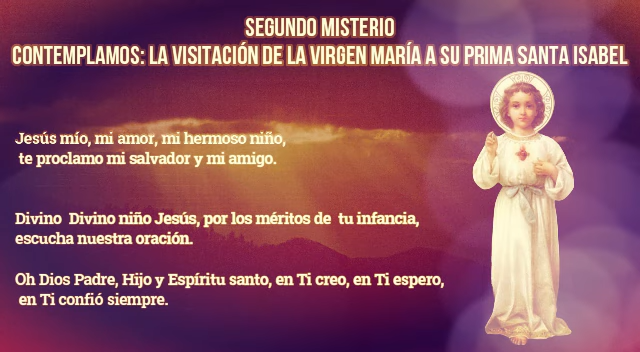 SEGUNDO MISTERIO
CONTEMPLAMOS: LA VISITACIÓN DE LA VIRGEN MARÍA A SU PRIMA SANTA ISABEL
Jesús mío, mi amor, mi hermoso niño,
te proclamo mi salvador y mi amigo.
Divino Divino niño Jesús, por los méritos de tu infancia,
escucha nuestra oración.
Oh Dios Padre, Hijo y Espíritu santo, en Ti creo, en Ti espero,
en Ti confió siempre.